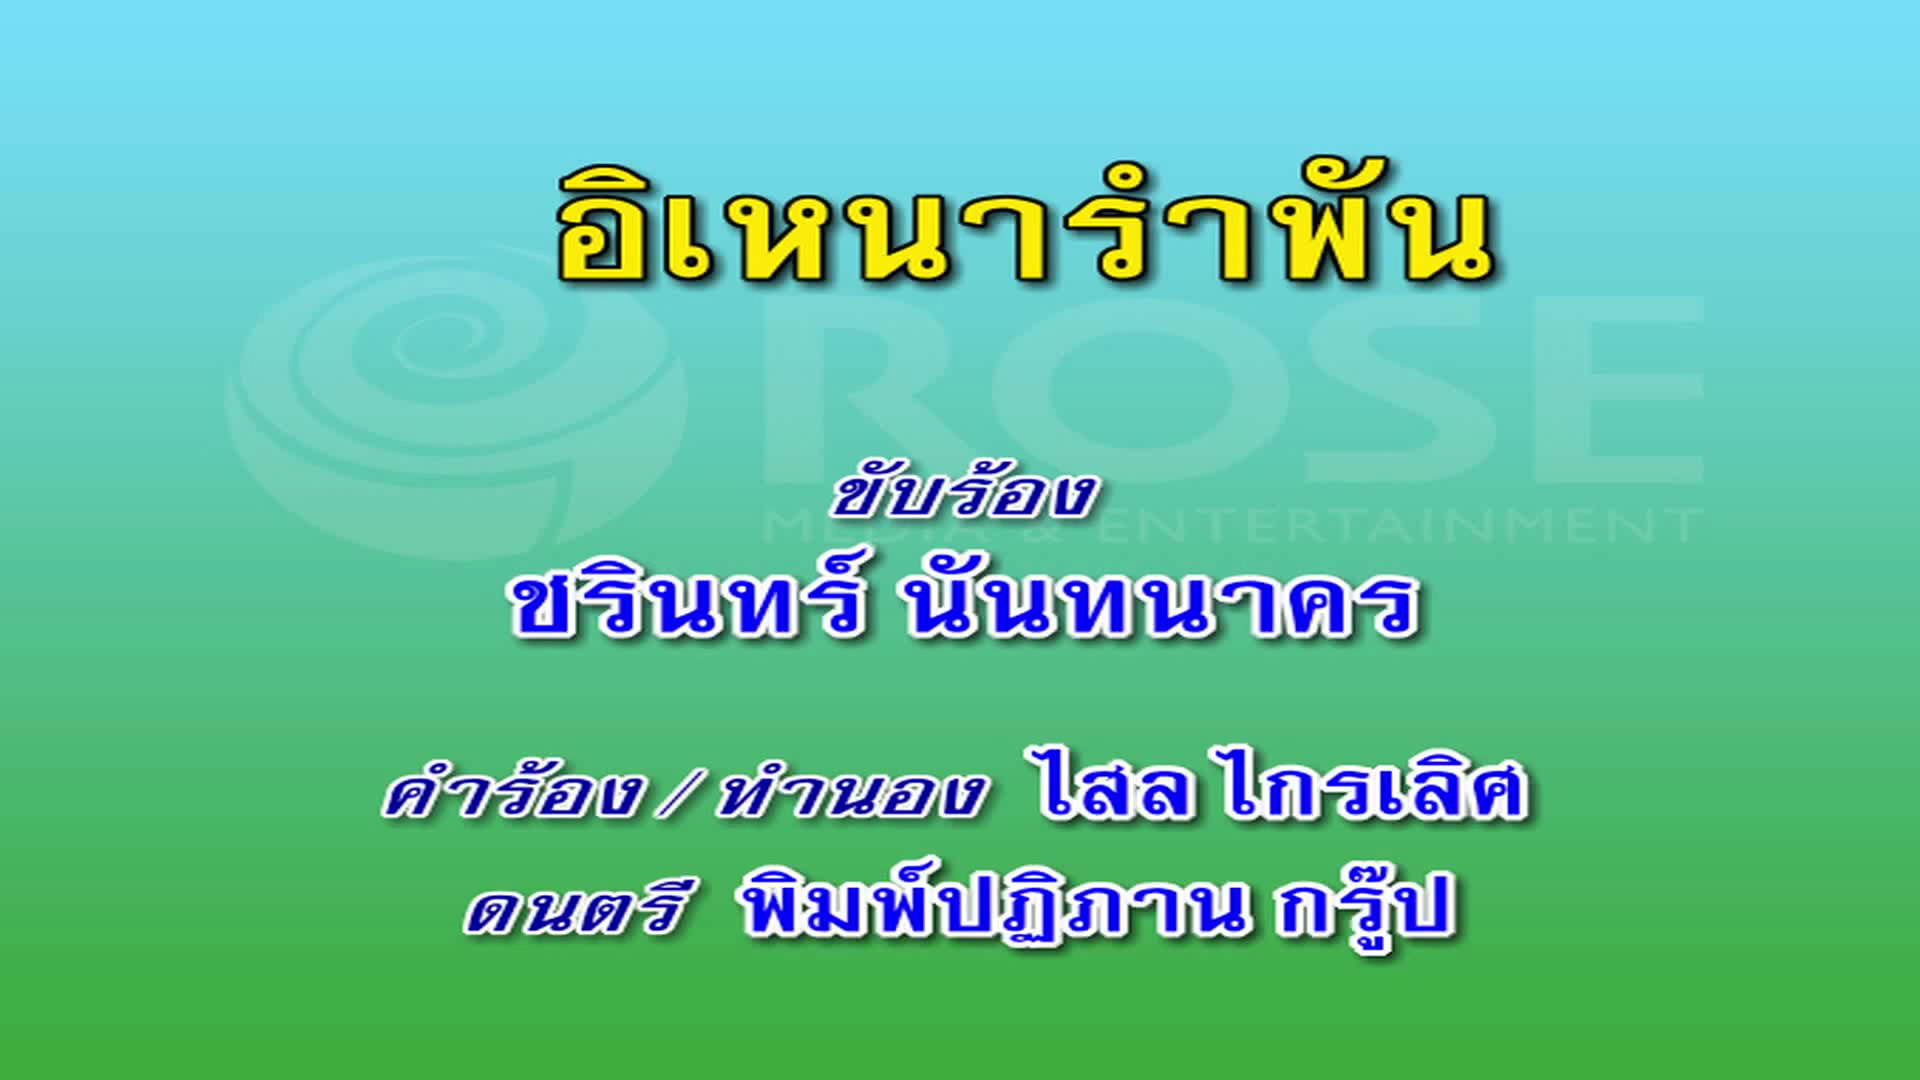 อิเหนารำพัน
ROSE
MEDIA & ENTERTAINMENT
ขับร้อง
ชรินทร์ นันทนาคร
คำร้อง / ทำนอง ไสล ไกรเลิศ
ดนตรี พิมพ์ปฏิภาน กรู๊ป